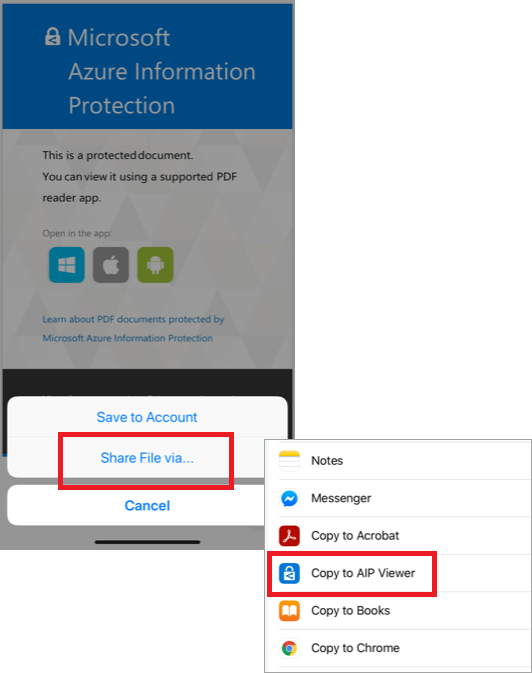 Microsoft
Azure Information
Protection
This is a protected document.
You can view it using a supported PDF
reader app.
Open in the app:
Learn about PDF documents protected by
Microsoft Azure Information Protection
Save to Account
Share File via...
Cancel
Notes
Messenger
Copy to Acrobat
Copy to AIP Viewer
Copy to Books
Copy to Chrome